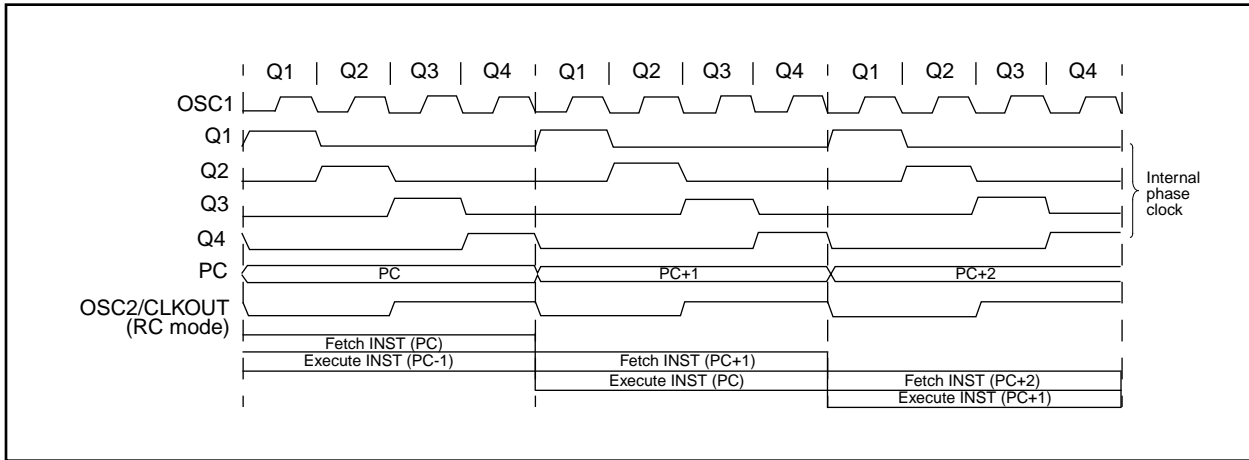 Q1 Q2 Q3 Q4 Q1 Q2 Q3 Q4 Q1 Q2 Q3 Q4
OSC1
Q1
Q2
Q3
Q4
Internal
phase
clock
PC PC PC+1 PC+2
OSC2/CLKOUT
(RC mode)
Fetch INST (PC)
Execute INST (PC-1) Fetch INST (PC+1)
Execute INST (PC) Fetch INST (PC+2)
Execute INST (PC+1)